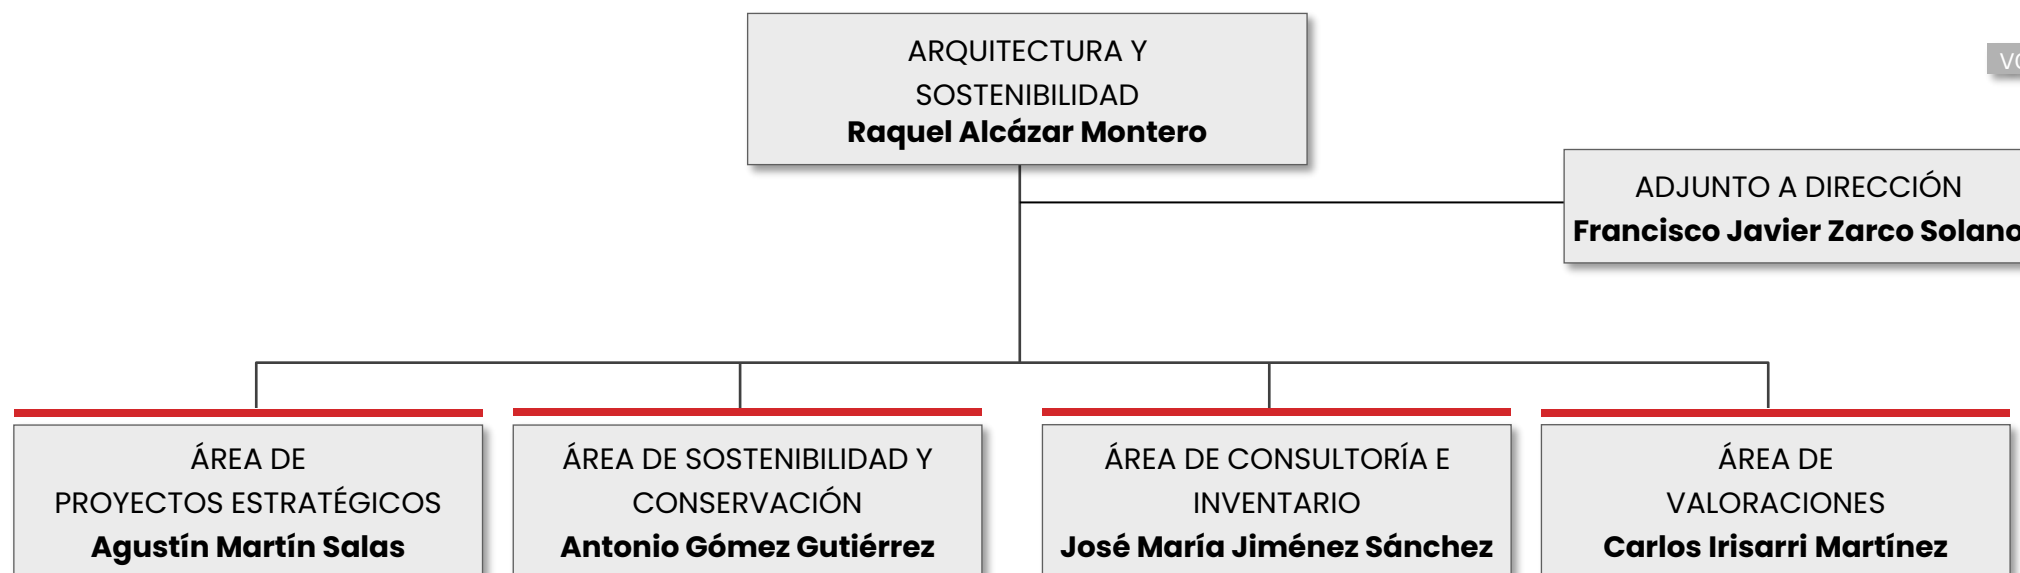 ARQUITECTURA Y
SOSTENIBILIDAD
Raquel Alcázar Montero
ADJUNTO A DIRECCIÓN
Francisco Javier Zarco Solano
ÁREA DE
PROYECTOS ESTRATÉGICOS
Agustín Martín Salas
ÁREA DE SOSTENIBILIDAD Y
CONSERVACIÓN
Antonio Gómez Gutiérrez
ÁREA DE CONSULTORÍA E
INVENTARIO
José María Jiménez Sánchez
ÁREA DE
VALORACIONES
Carlos Irisarri Martínez